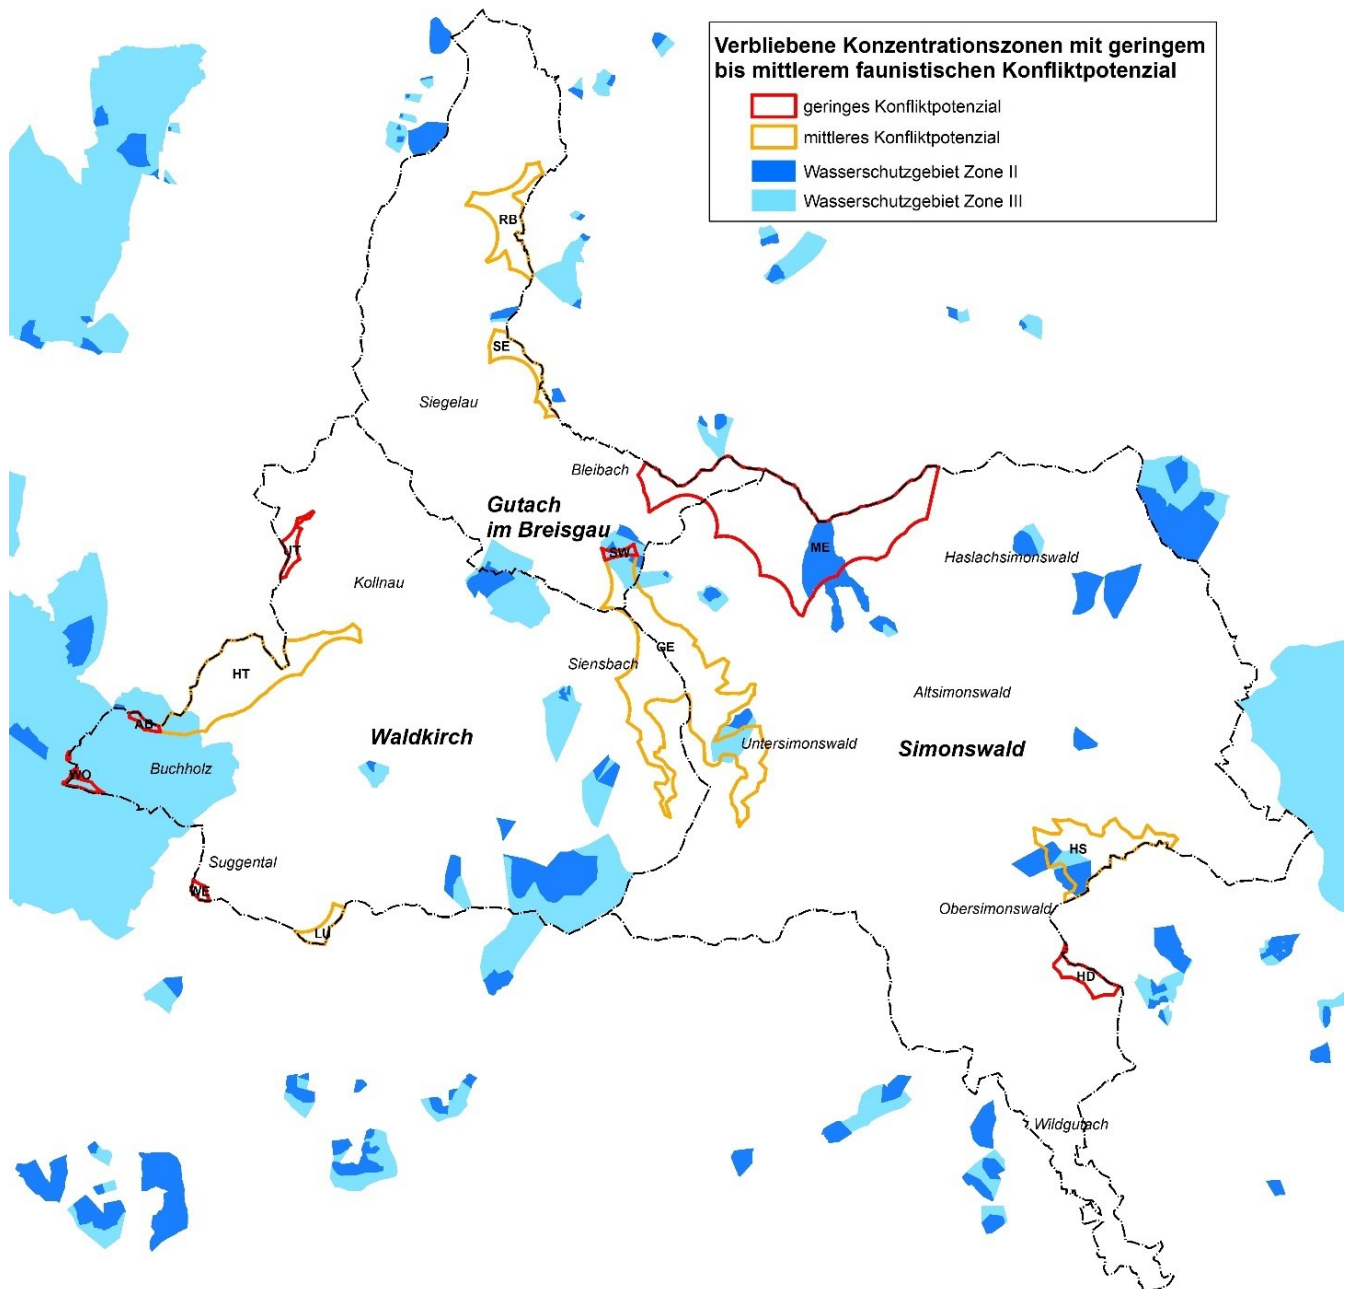 Verbliebene Konzentrationszonen mit geringem
bis mittlerem faunistischen Konfliktpotenzial
geringes Konfliktpotenzial
mittleres Konfliktpotenzial
Wasserschutzgebiet Zone II
Wasserschutzgebiet Zone III
RB
SE
Siegelau
Bleibach
Gutach
im Breisgau
SW
ME
Haslachsimonswald
Kollnau
GE
Siensbach
HT
Altsimonswald
Waldkirch
Untersimonswald
Simonswald
WO
Buchholz
HS
Suggental
WE
Obersimonswald
LU
HD
Wildgutach